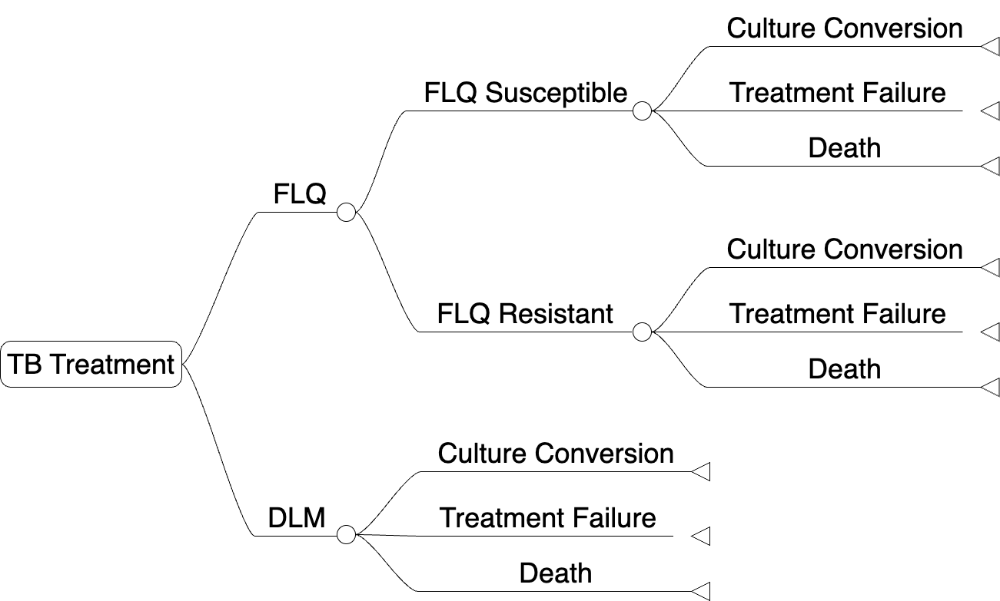 Culture Conversion
FLQ Susceptible
Treatment Failure
Death
FLQ
Culture Conversion
FLQ Resistant
Treatment Failure
Death
TB Treatment
Culture Conversion
DLM
Treatment Failure
Death